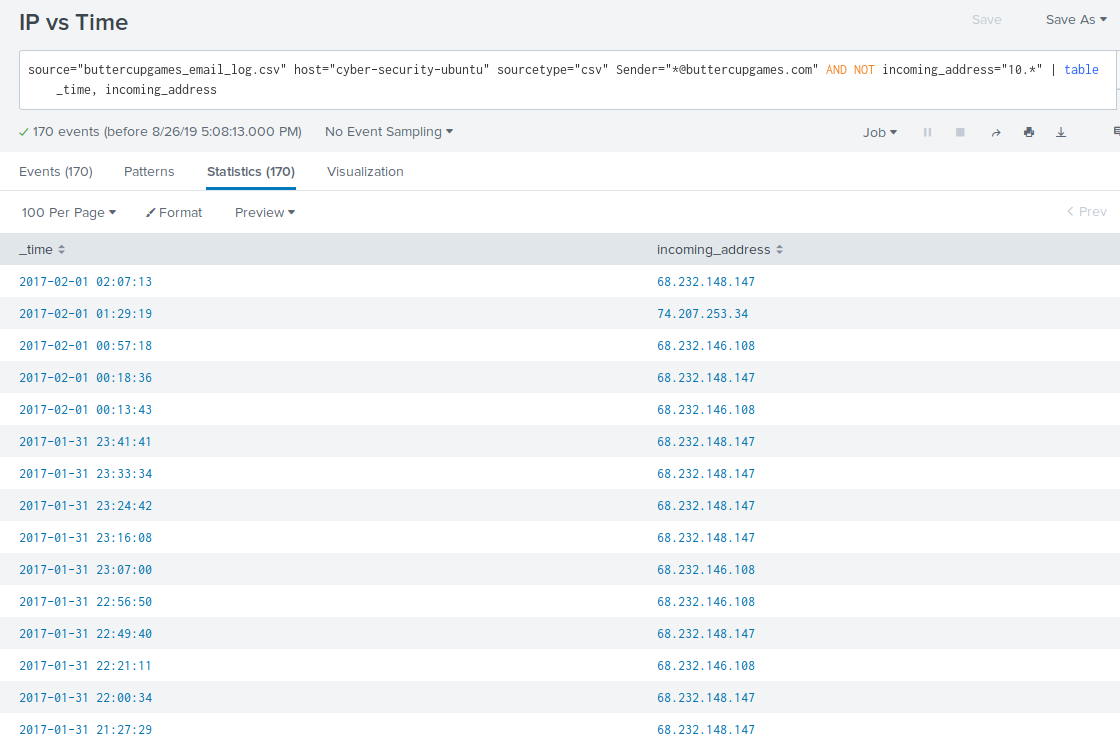 IP vs Time
Save
Save As
source="buttercupgames_email_log.csv" host="cyber-security-ubuntu" sourcetype="csv" Sender="*@buttercupgames.com" AND NOT incoming_address="10.*" | table
_time, incoming_address
170 events (before 8/26/19 5:08:13.000 PM)
No Event Sampling
Job
Events (170)
Patterns
Statistics (170)
Visualization
100 Per Page
Format
Preview
Prev
_time
incoming_address
2017-02-01 02:07:13 68.232.148.147
2017-02-01 01:29:19 74.207.253.34
2017-02-01 00:57:18 68.232.146.108
2017-02-01 00:18:36 68.232.148.147
2017-02-01 00:13:43 68.232.146.108
2017-01-31 23:41:41 68.232.148.147
2017-01-31 23:33:34 68.232.148.147
2017-01-31 23:24:42 68.232.148.147
2017-01-31 23:16:08 68.232.148.147
2017-01-31 23:07:00 68.232.146.108
2017-01-31 22:56:50 68.232.146.108
2017-01-31 22:49:40 68.232.148.147
2017-01-31 22:21:11 68.232.146.108
2017-01-31 22:00:34 68.232.148.147
2017-01-31 21:27:29 68.232.148.147